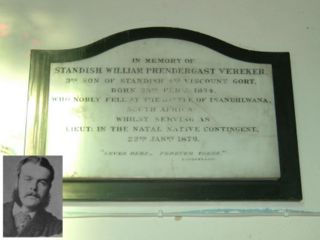 IN MEMORY OF
STANDISH WILLIAM PRENDERGAST VEREKER,
3RD SON OF STANDISH 4TH VISCOUNT GORT,
BORN FEBY 1854,
WHO NOBLY FELL AT THE BATTLE OF ISANDHLWANA,
SOUTH AFRICA
WHILST SERVING AS
LIEUT: IN THE NATAL NATIVE CONTINGENT,
22ND JANY 1879.